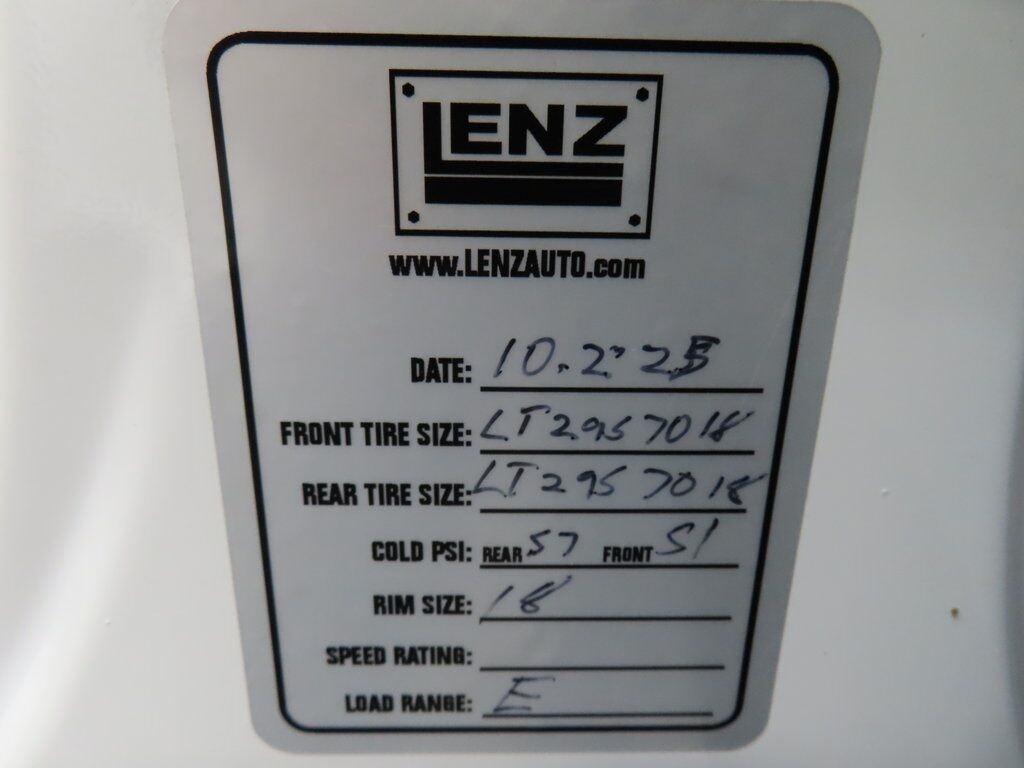 LENZ
www.LENZAUTO.com
DATE: 10.2.25
FRONT TIRE SIZE: LT2957018
REAR TIRE SIZE: LT2957018
COLD PSI: REAR 57 FRONT 51
RIM SIZE: 18
SPEED RATING:
LOAD RANGE: E